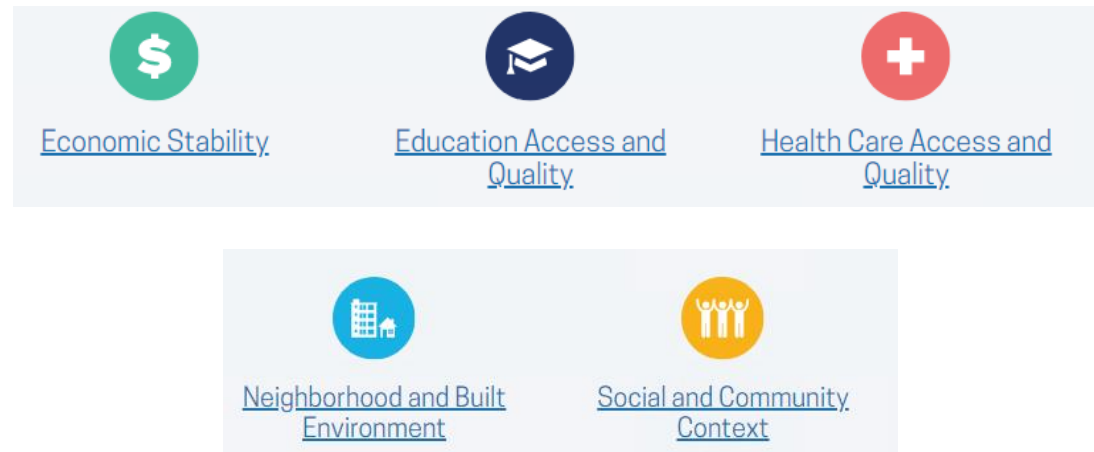 $
Economic Stability
Education Access and
Quality
Health Care Access and
Quality
Neighborhood and Built
Environment
Social and Community
Context